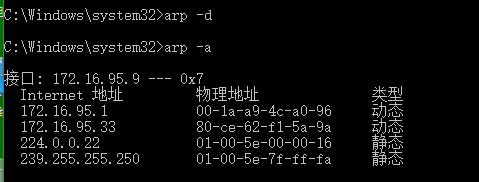 C:\Windows\system32>arp -d
C:\Windows\system32>arp -a
接口: 172.16.95.9 --- 0x7
Internet 地址 物理地址 类型
172.16.95.1 00-1a-a9-4c-a0-96 动态
172.16.95.33 80-ce-62-f1-5a-9a 动态
224.0.0.22 01-00-5e-00-00-16 静态
239.255.255.250 01-00-5e-7f-ff-fa 静态